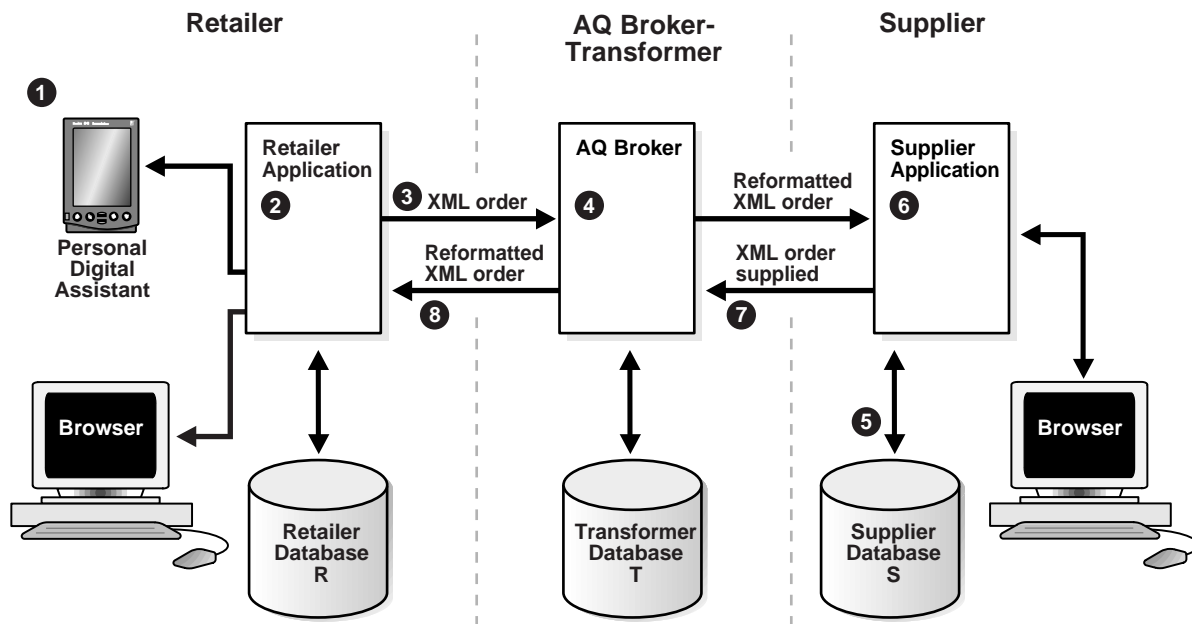 Retailer
AQ Broker-
Transformer
Supplier
1
Personal
Digital
Assistant
Retailer
Application
2
3
XML order
Reformatted
XML order
8
AQ Broker
4
Reformatted
XML order
XML order
supplied
7
Supplier
Application
6
5
Browser
Retailer
Database
R
Transformer
Database
T
Supplier
Database
S
Browser